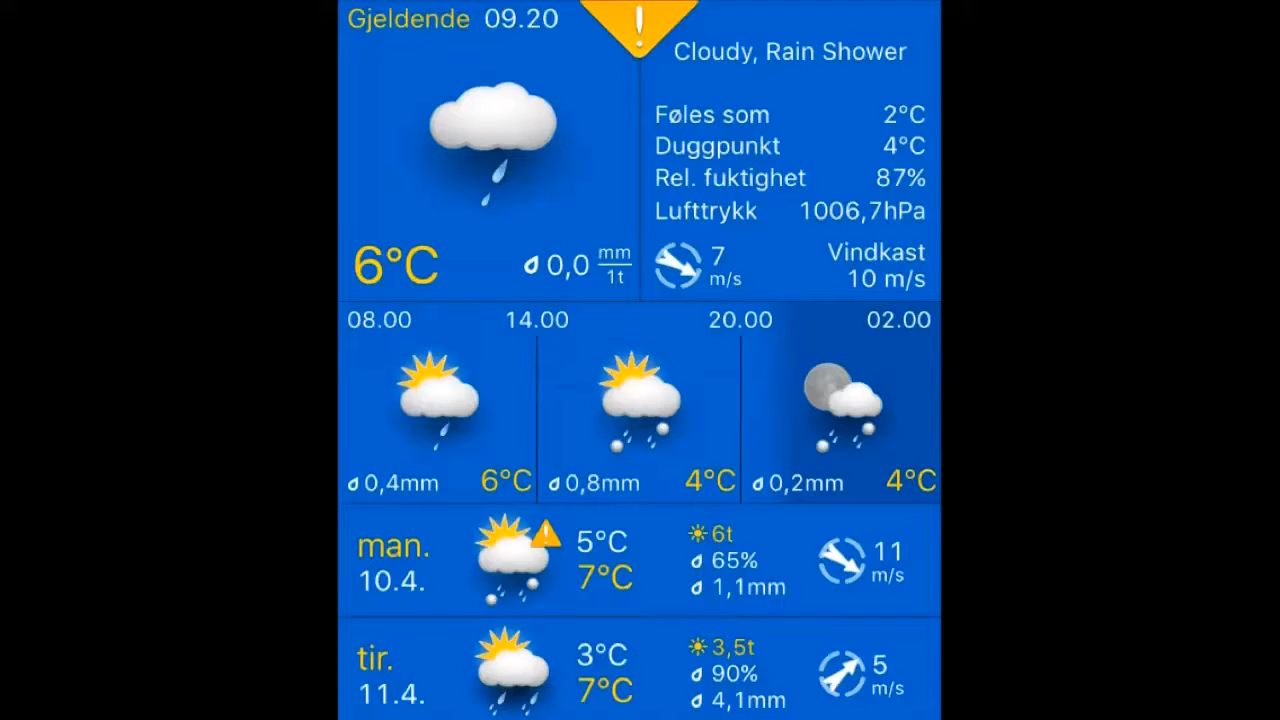 Gjeldende 09.20
Cloudy, Rain Shower
Føles som 2°C
Duggpunkt 4°C
Rel. fuktighet 87%
Lufttrykk 1006,7hPa
6°C 0,0 mm/1t
7 m/s
Vindkast
10 m/s
08.00 14.00 20.00 02.00
0,4mm 6°C 0,8mm 4°C 0,2mm 4°C
man.
10.4.
5°C
7°C
6t
65%
1,1mm
11
m/s
tir.
11.4.
3°C
7°C
3,5t
90%
4,1mm
5
m/s